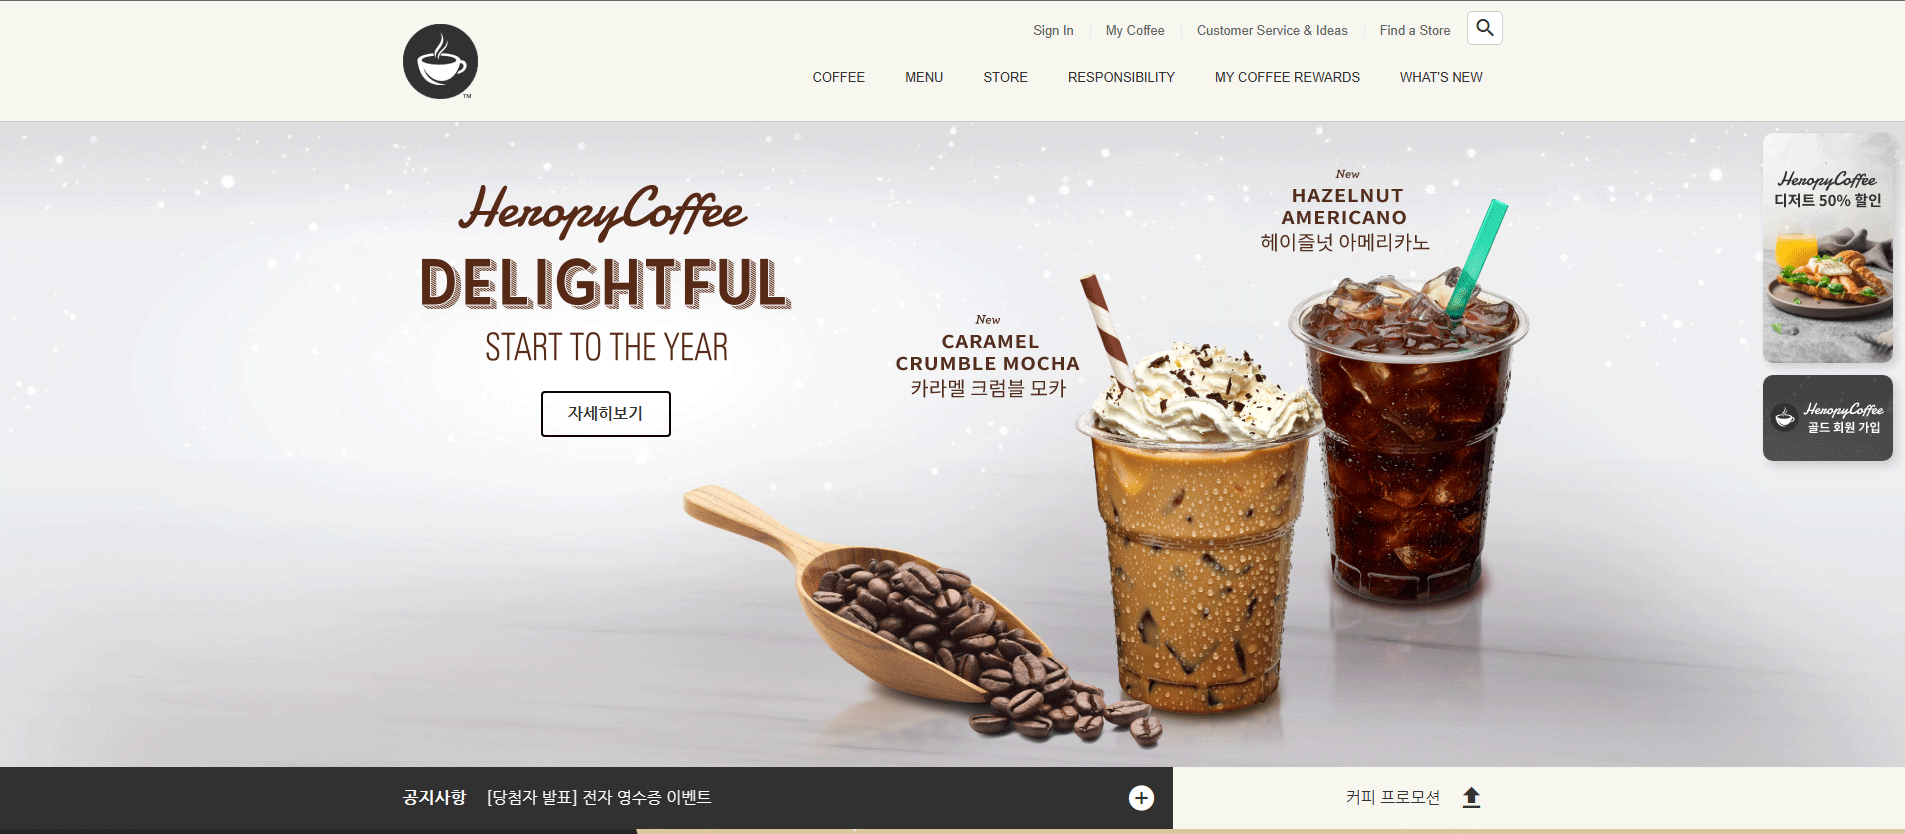 Sign In
My Coffee
Customer Service & Ideas
Find a Store
COFFEE
MENU
STORE
RESPONSIBILITY
MY COFFEE REWARDS
WHAT'S NEW
TM
HeropyCoffee
DELIGHTFUL
START TO THE YEAR
자세히보기
New
CARAMEL
CRUMBLE MOCHA
카라멜 크럼블 모카
New
HAZELNUT
AMERICANO
헤이즐넛 아메리카노
HeropyCoffee
디저트 50% 할인
HeropyCoffee
골드 회원 가입
공지사항
[당첨자 발표] 전자 영수증 이벤트
커피 프로모션